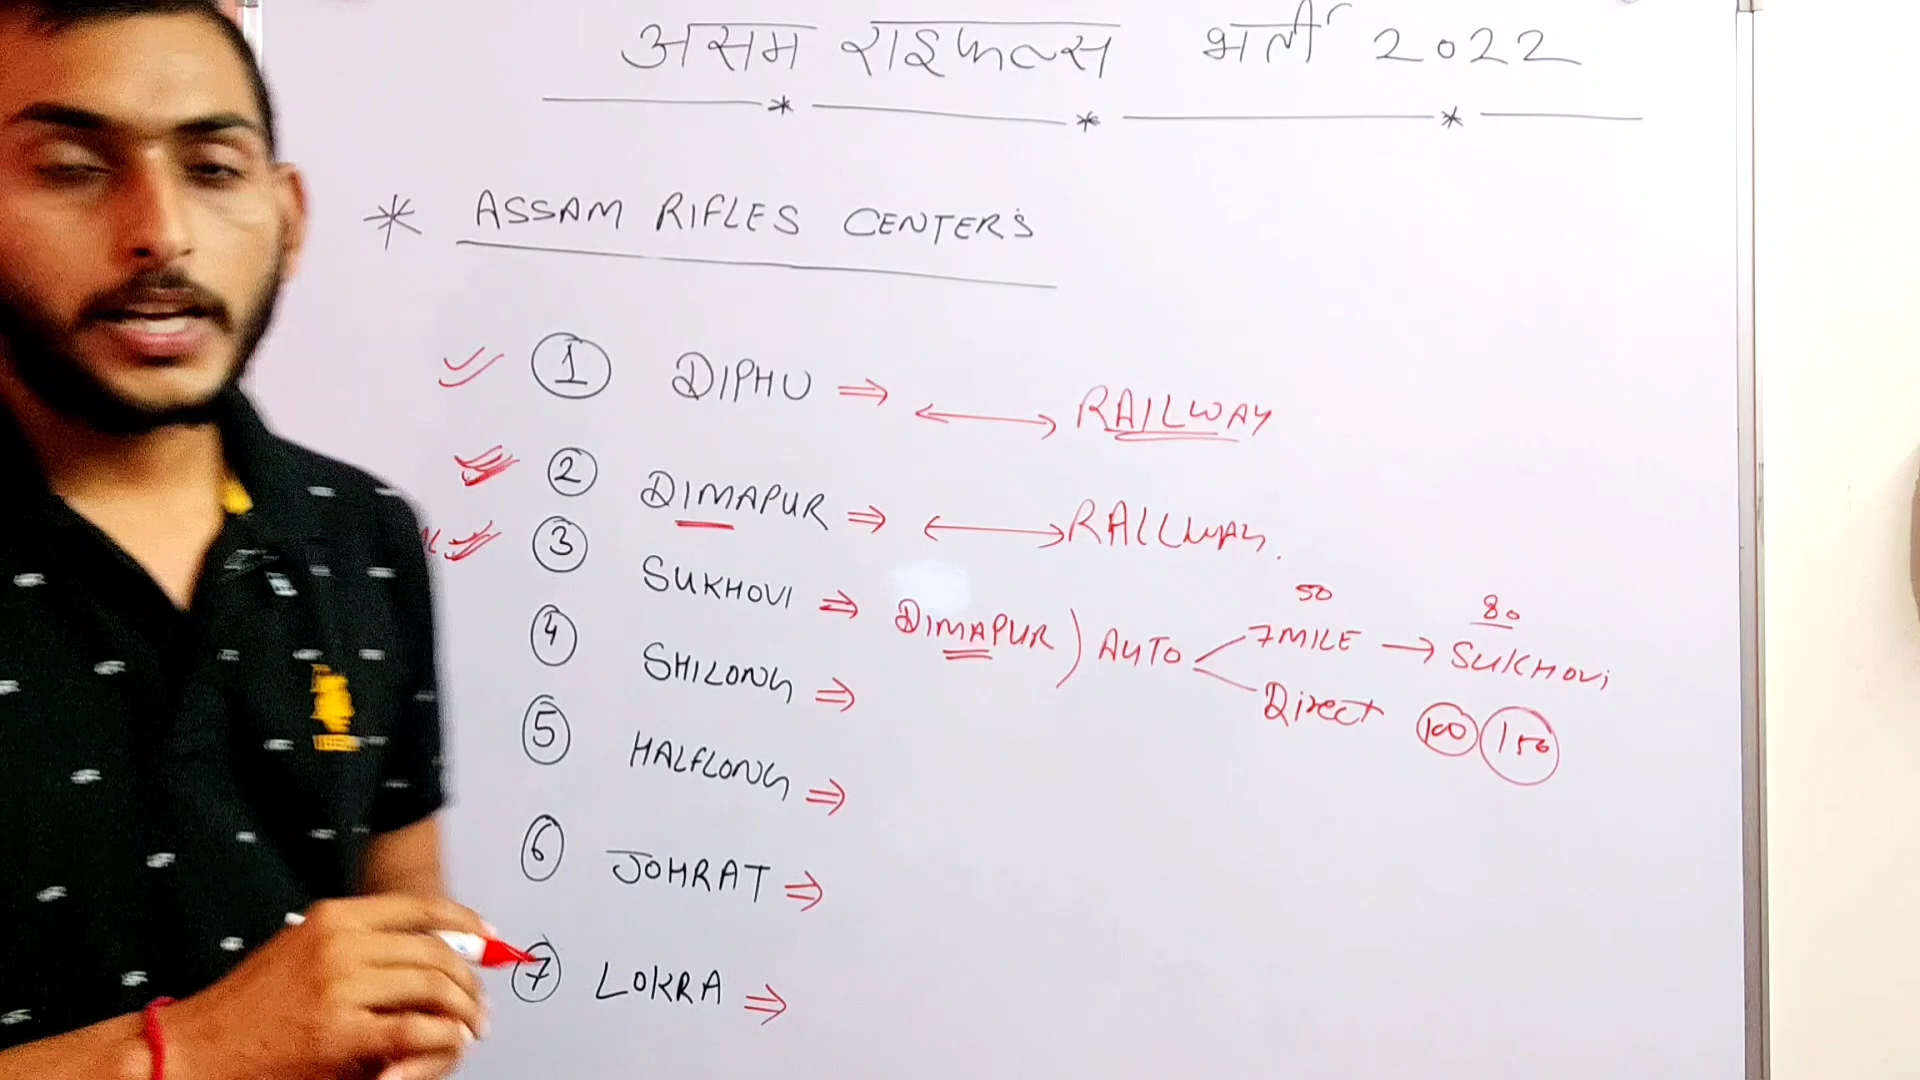 असम राइफल्स भर्ती 2022
* ASSAM RIFLES CENTER'S
1 DIPHU ⇒ ⟷ RAILWAY
2 DIMAPUR ⇒ ⟷ RAILWAY.
3 SUKHOVI ⇒ DIMAPUR) AUTO
50
7MILE → SUKHOVI
80
Direct 100 150
4 SHILONG ⇒
5 HALFLONG ⇒
6 JOHRAT ⇒
7 LOKRA ⇒